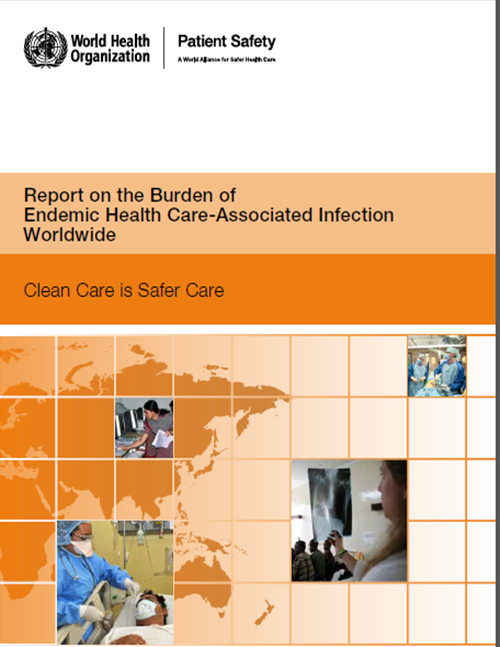 World Health
Organization
Patient Safety
A World Alliance for Safer Health Care
Report on the Burden of
Endemic Health Care-Associated Infection
Worldwide
Clean Care is Safer Care